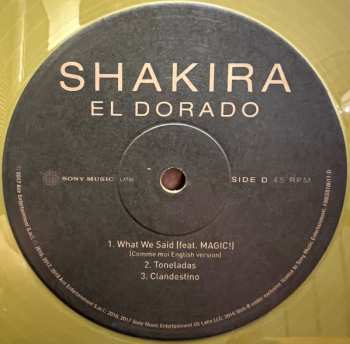 SHAKIRA
EL DORADO
SONY MUSIC LATIN
SIDE D 45 RPM
1. What We Said (feat. MAGIC!)
(Comme moi English version)
2. Toneladas
3. Clandestino